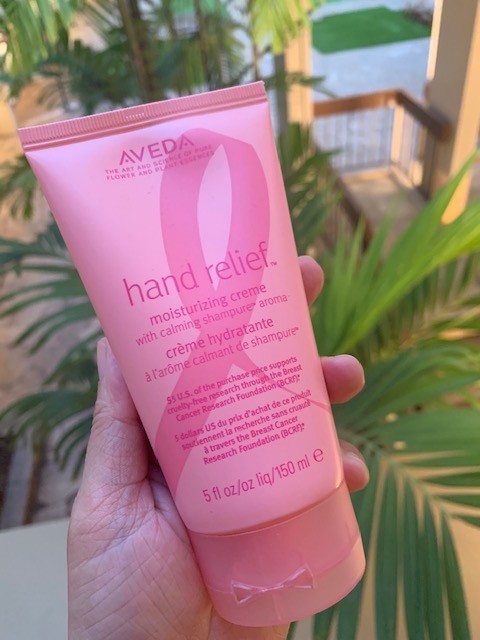 AVEDA
THE ART AND SCIENCE OF PURE
FLOWER AND PLANT ESSENCES
hand relief™
moisturizing creme
with calming shampure™ aroma
crème hydratante
à l'arôme calmant de shampure™
$5 U.S. of the purchase price supports
cruelty-free research through the Breast
Cancer Research Foundation (BCRF)®
5 dollars US du prix d'achat de ce produit
soutiennent la recherche sans cruauté
à travers the Breast Cancer
Research Foundation (BCRF)®
5 fl oz/oz liq/150 ml ℮